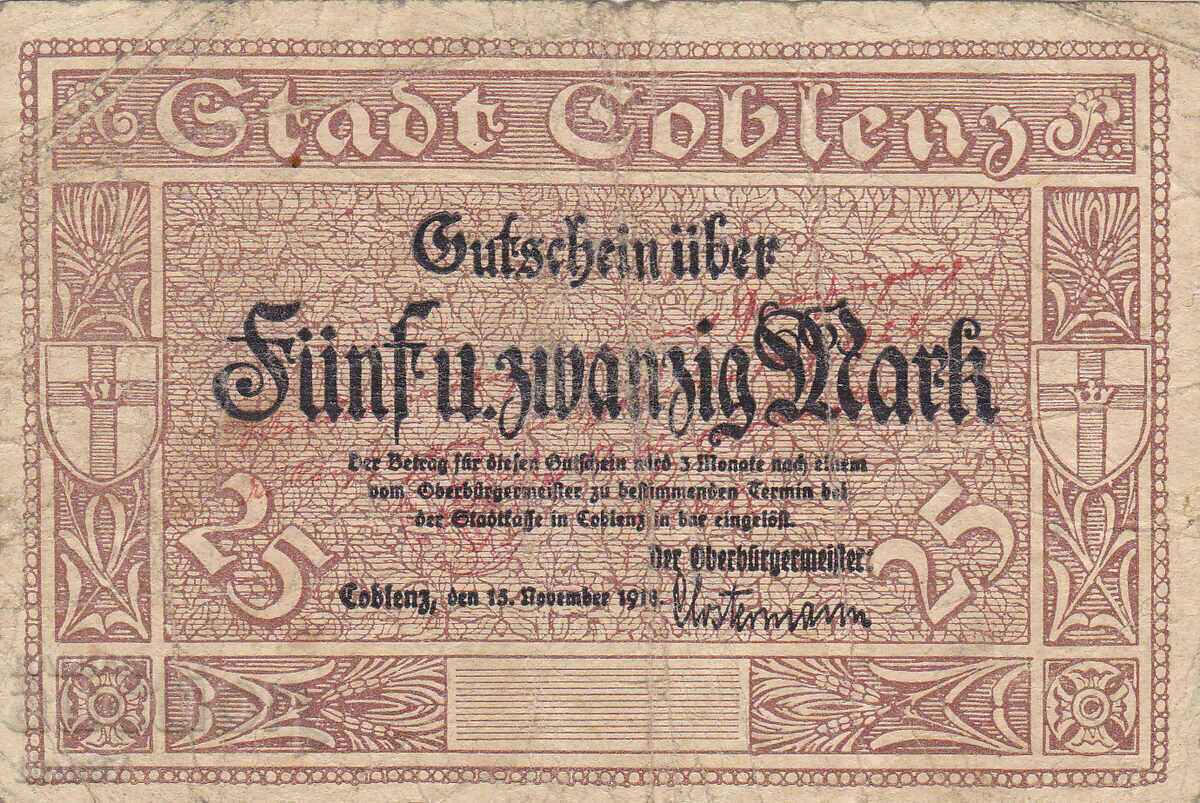 Stadt Coblenz
Gutschein über
Fünf u. zwanzig Mark
Der Betrag für diesen Gutschein wird 3 Monate nach einem
vom Oberbürgermeister zu bestimmenden Termin bei
der Stadtkasse in Coblenz in bar eingelöst.
25
25
Der Oberbürgermeister:
Coblenz, den 15. November 1918.
Clostermann